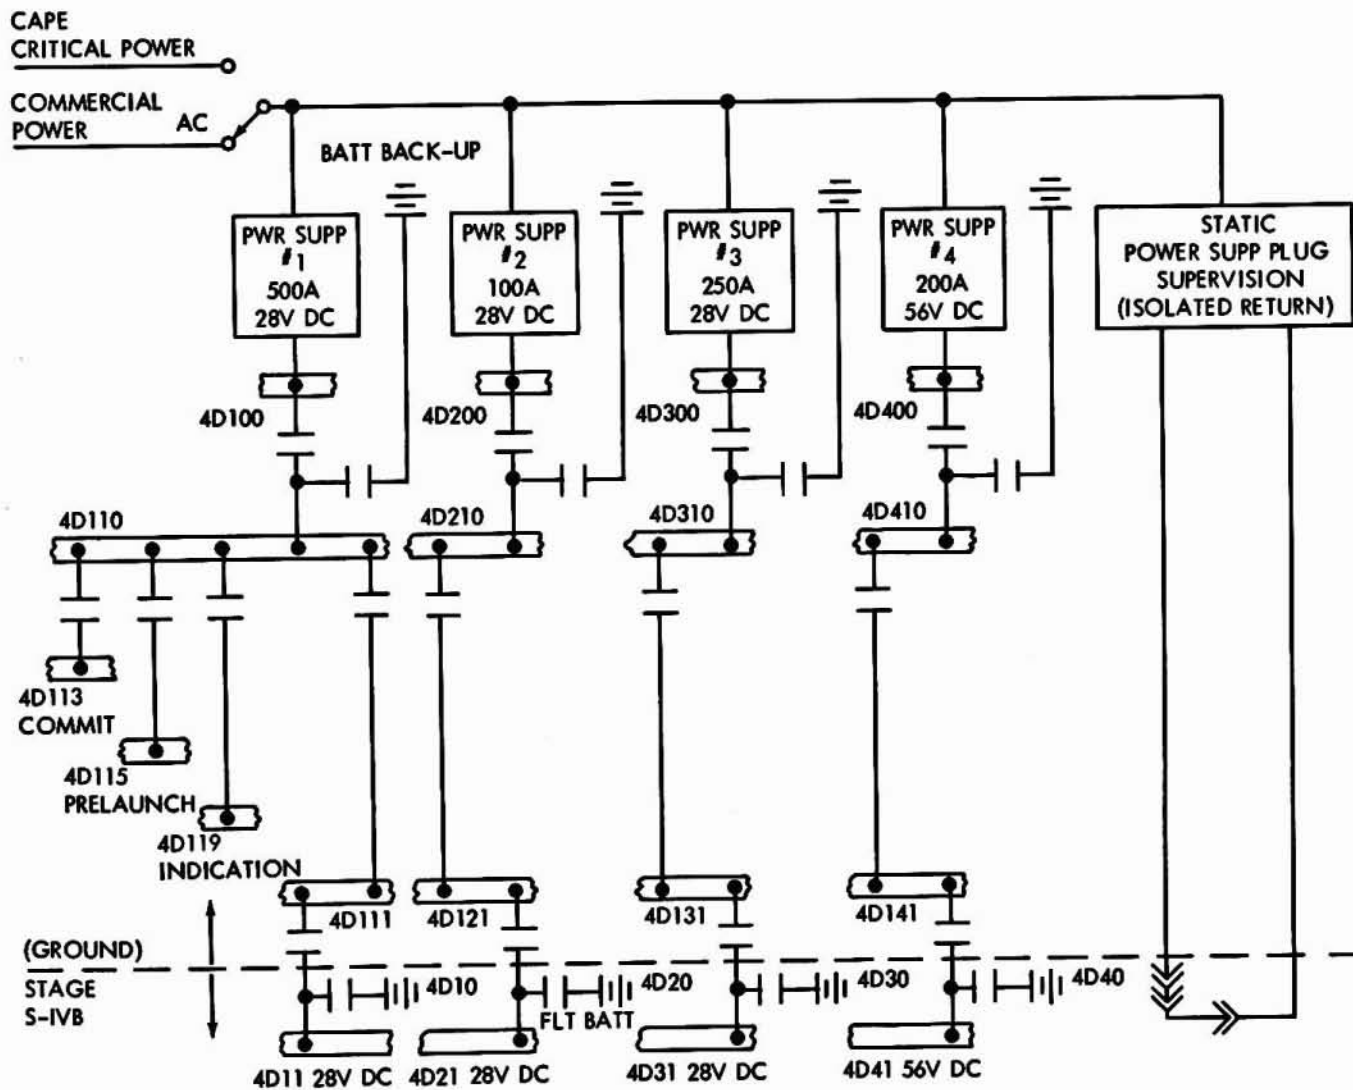 CAPE
CRITICAL POWER
COMMERCIAL
POWER
AC
BATT BACK-UP
PWR SUPP
#1
500A
28V DC
PWR SUPP
#2
100A
28V DC
PWR SUPP
#3
250A
28V DC
PWR SUPP
#4
200A
56V DC
STATIC
POWER SUPP PLUG
SUPERVISION
(ISOLATED RETURN)
4D100
4D200
4D300
4D400
4D110
4D210
4D310
4D410
4D113
COMMIT
4D115
PRELAUNCH
4D119
INDICATION
4D111
4D121
4D131
4D141
(GROUND)
STAGE
S-IVB
4D10
4D20
4D30
4D40
FLT BATT
4D11 28V DC
4D21 28V DC
4D31 28V DC
4D41 56V DC